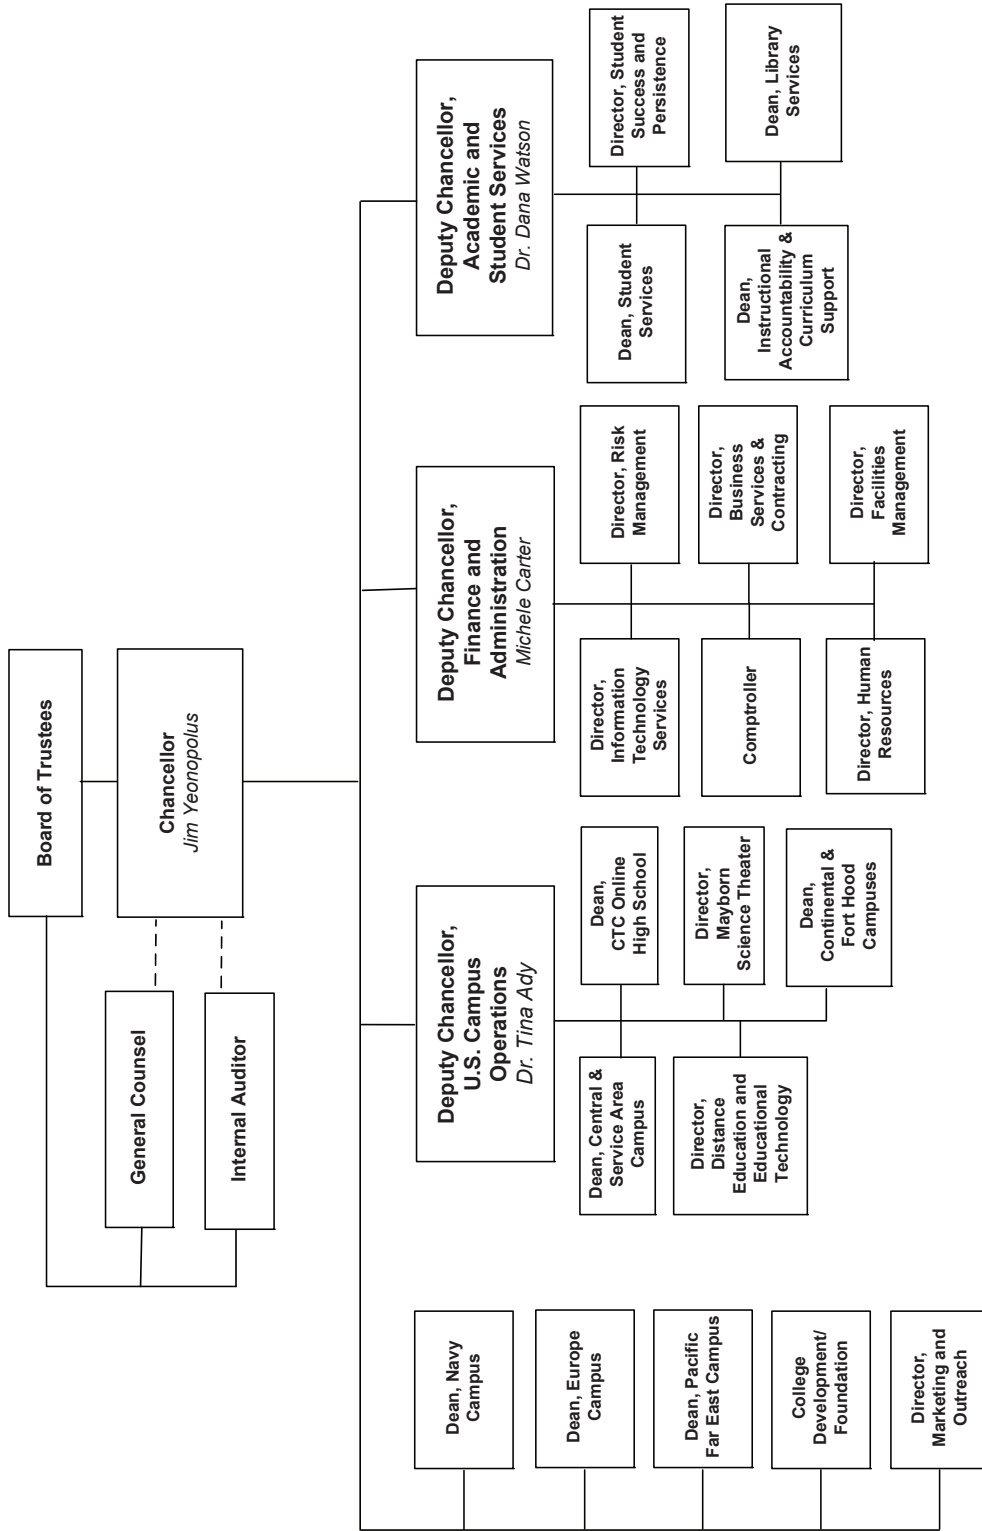 Board of Trustees
Chancellor
Jim Yeonopolus
General Counsel
Internal Auditor
Dean, Navy
Campus
Dean, Europe
Campus
Dean, Pacific
Far East Campus
College
Development/
Foundation
Director,
Marketing and
Outreach
Deputy Chancellor,
U.S. Campus
Operations
Dr. Tina Ady
Dean, Central &
Service Area
Campus
Dean,
CTC Online
High School
Director,
Distance
Education and
Educational
Technology
Director,
Mayborn
Science Theater
Dean,
Continental &
Fort Hood
Campuses
Deputy Chancellor,
Finance and
Administration
Michele Carter
Director,
Information
Technology
Services
Director, Risk
Management
Comptroller
Director,
Business
Services &
Contracting
Director, Human
Resources
Director,
Facilities
Management
Deputy Chancellor,
Academic and
Student Services
Dr. Dana Watson
Dean, Student
Services
Director, Student
Success and
Persistence
Dean,
Instructional
Accountability &
Curriculum
Support
Dean, Library
Services